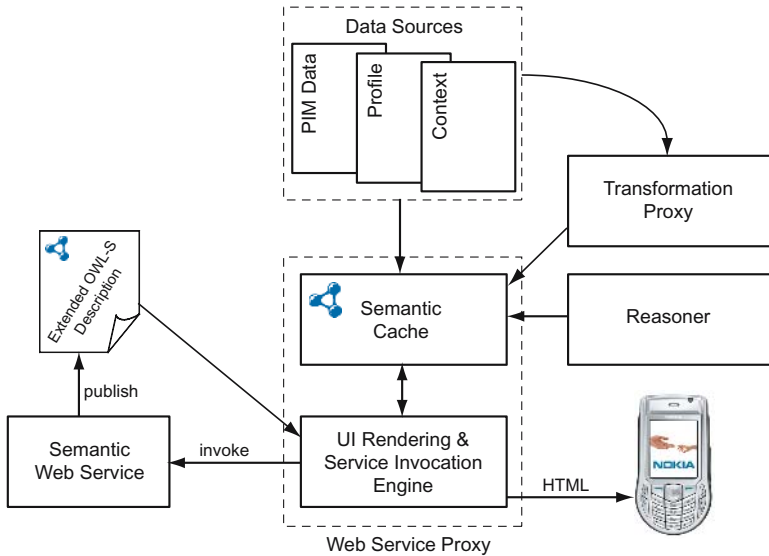 Data Sources
PIM Data
Profile
Context
Transformation
Proxy
Extended OWL-S
Description
Semantic
Cache
Reasoner
publish
Semantic
Web Service
invoke
UI Rendering &
Service Invocation
Engine
HTML
NOKIA
Web Service Proxy